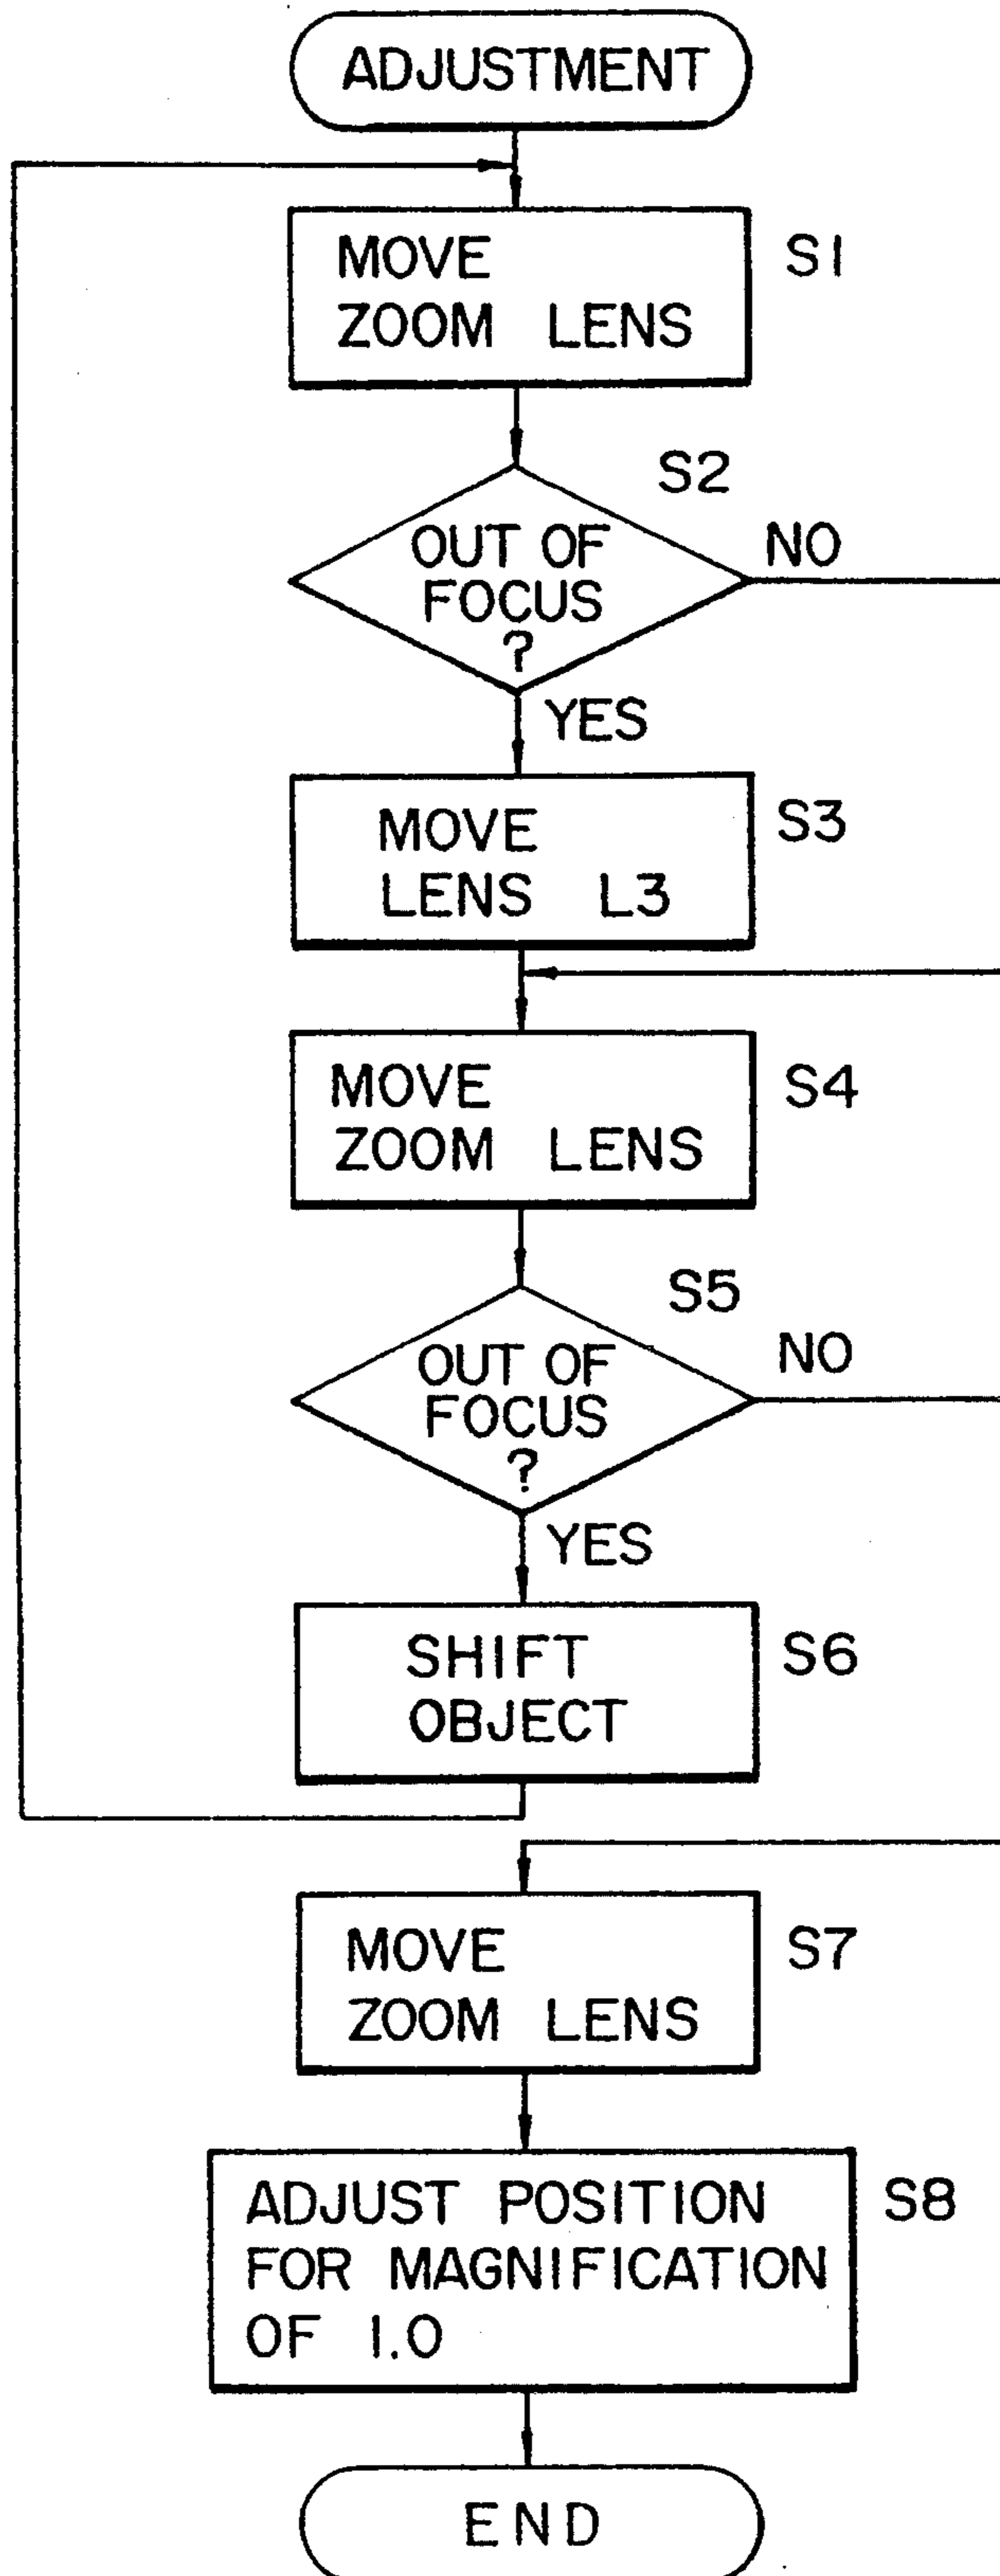 ADJUSTMENT
MOVE
ZOOM LENS
S1
S2
OUT OF
FOCUS
?
NO
YES
MOVE
LENS L3
S3
MOVE
ZOOM LENS
S4
S5
OUT OF
FOCUS
?
NO
YES
SHIFT
OBJECT
S6
MOVE
ZOOM LENS
S7
ADJUST POSITION
FOR MAGNIFICATION
OF 1.0
S8
END